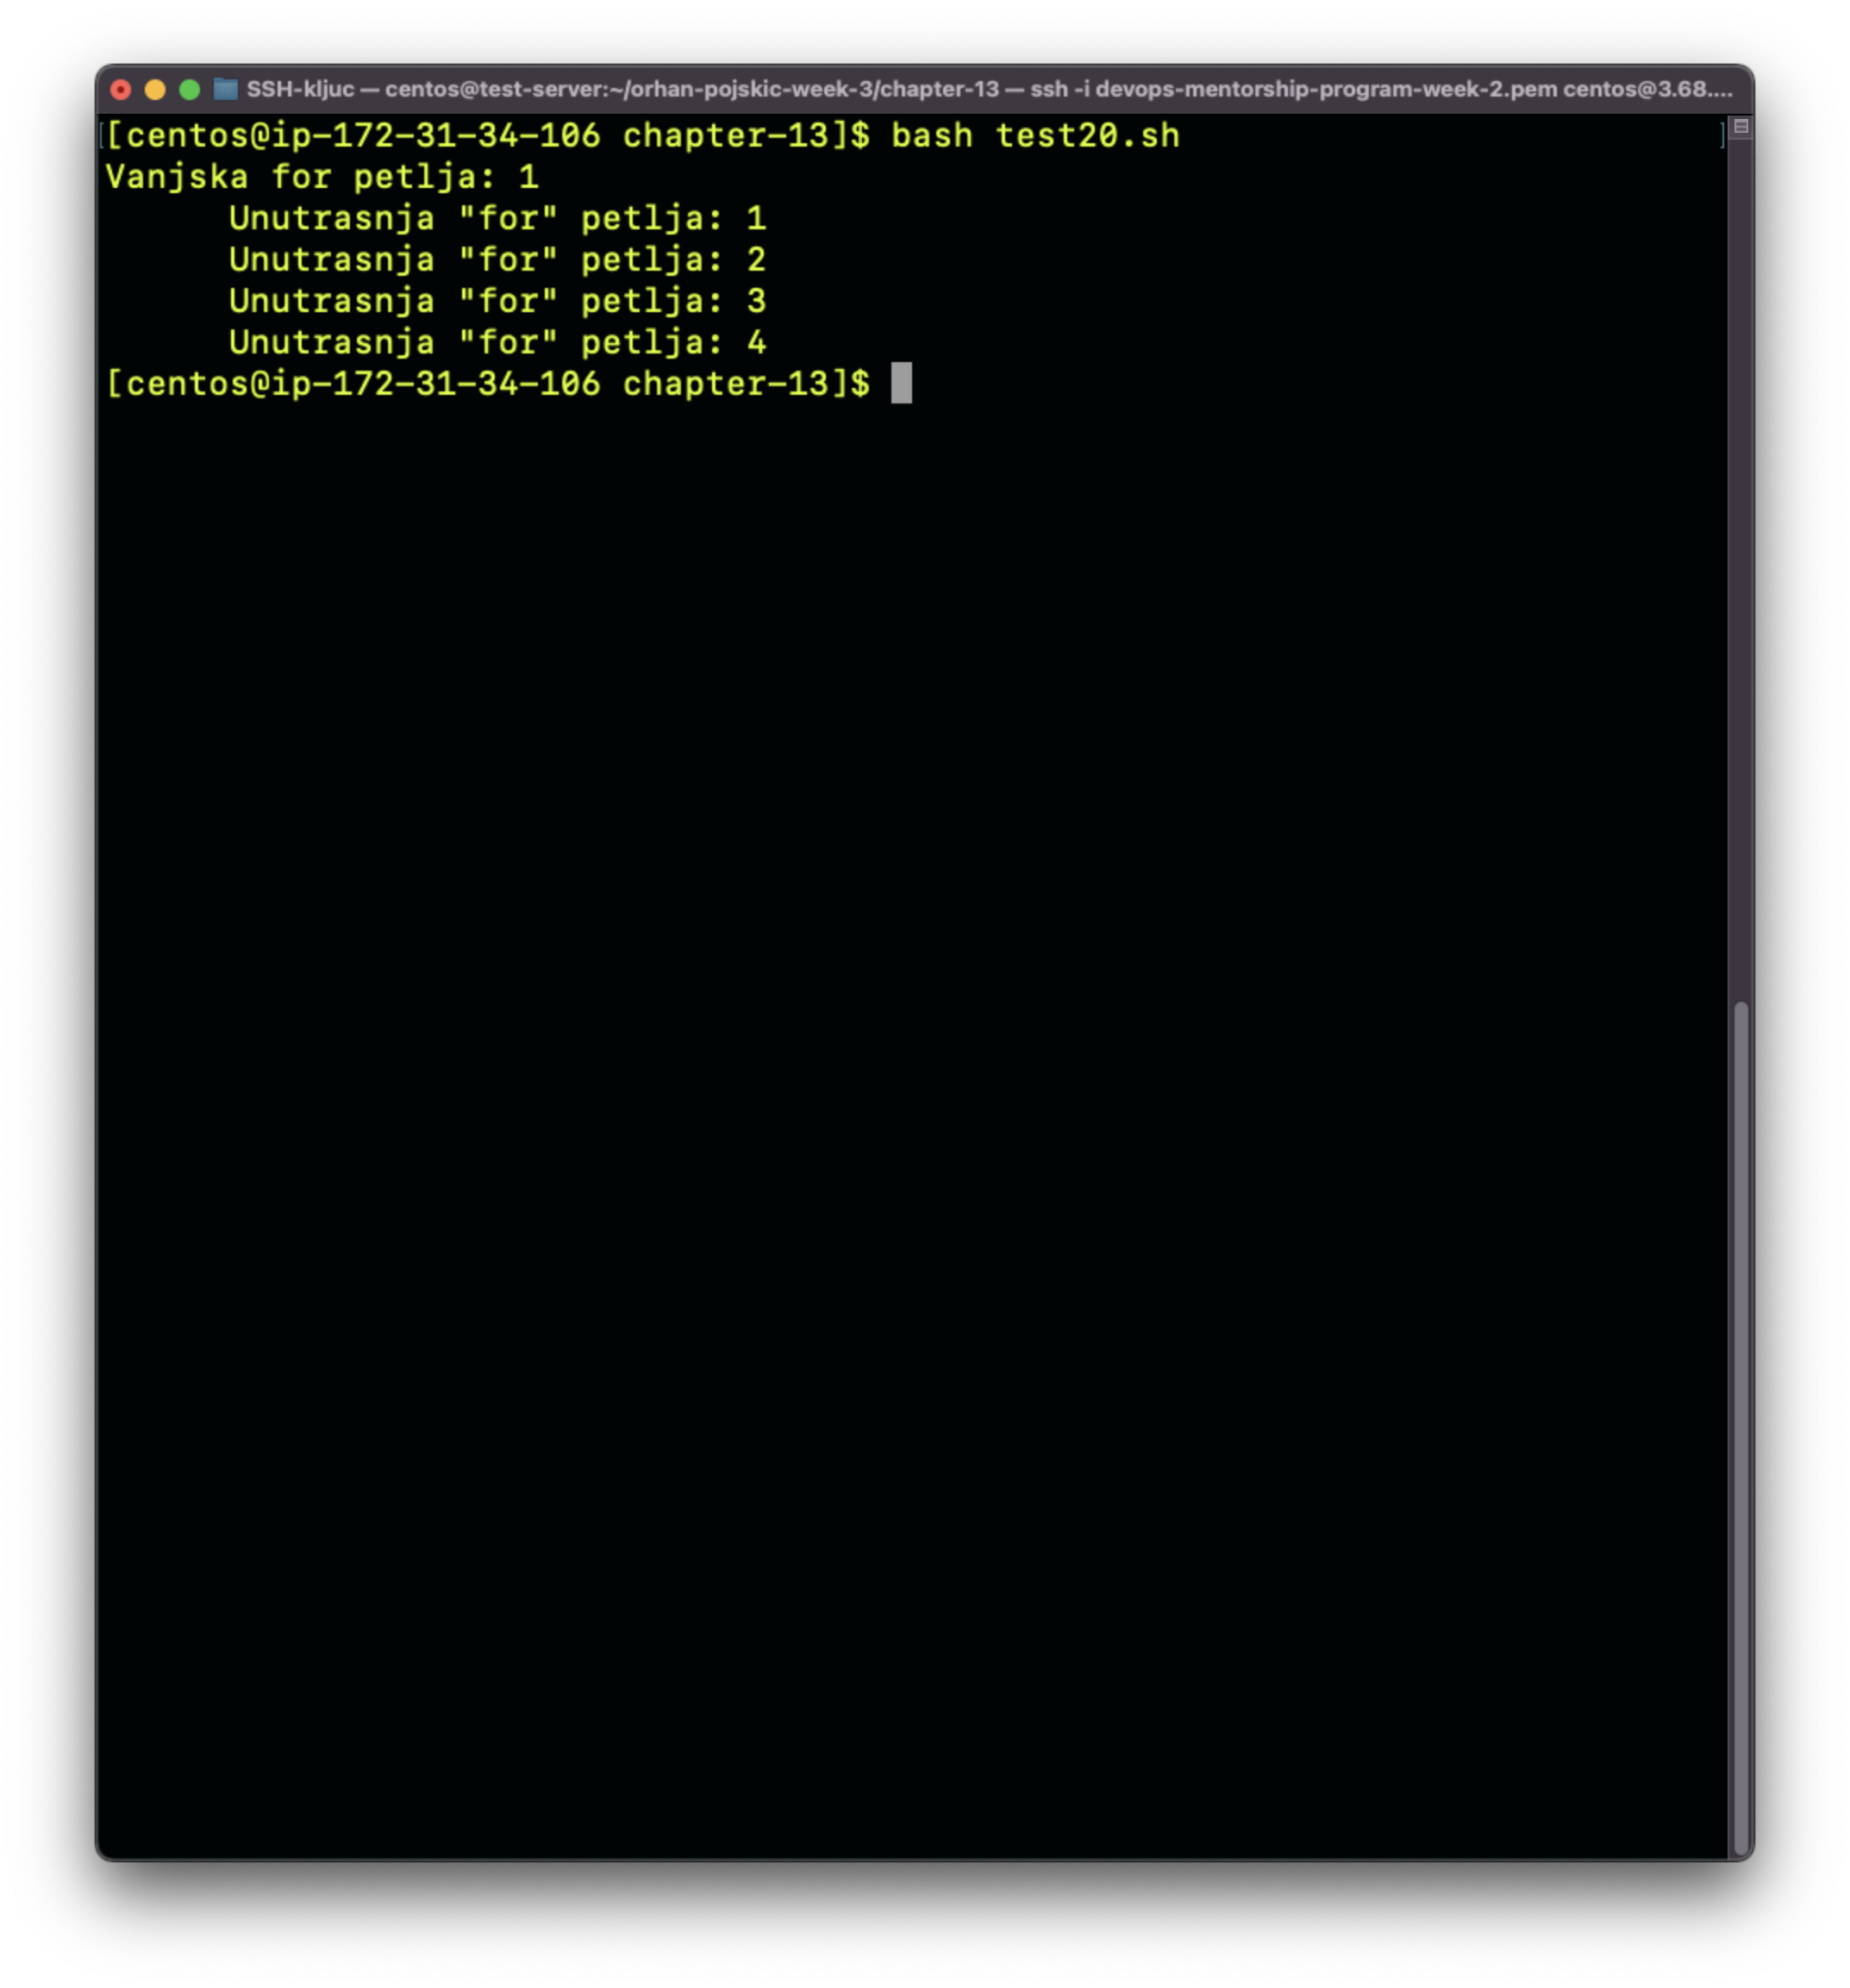 SSH-kljuc — centos@test-server:~/orhan-pojskic-week-3/chapter-13 — ssh -i devops-mentorship-program-week-2.pem centos@3.68....
[centos@ip-172-31-34-106 chapter-13]$ bash test20.sh
Vanjska for petlja: 1
      Unutrasnja "for" petlja: 1
      Unutrasnja "for" petlja: 2
      Unutrasnja "for" petlja: 3
      Unutrasnja "for" petlja: 4
[centos@ip-172-31-34-106 chapter-13]$